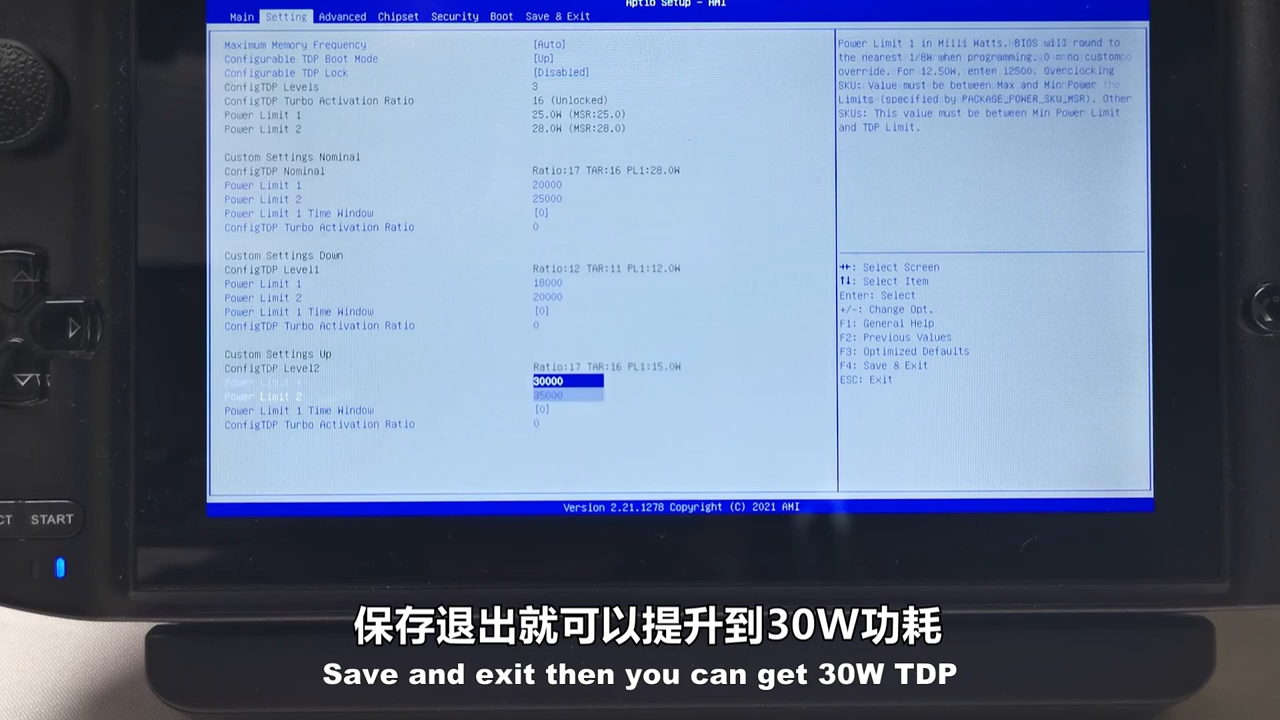 Aptio Setup - AMI
Main Setting Advanced Chipset Security Boot Save & Exit
Maximum Memory Frequency [Auto]
Configurable TDP Boot Mode [Up]
Configurable TDP Lock [Disabled]
ConfigTDP Levels 3
ConfigTDP Turbo Activation Ratio 16 (Unlocked)
Power Limit 1 25.0W (MSR:25.0)
Power Limit 2 28.0W (MSR:28.0)
Custom Settings Nominal
ConfigTDP Nominal Ratio:17 TAR:16 PL1:28.0W
Power Limit 1 20000
Power Limit 2 25000
Power Limit 1 Time Window [0]
ConfigTDP Turbo Activation Ratio 0
Custom Settings Down
ConfigTDP Level1 Ratio:12 TAR:11 PL1:12.0W
Power Limit 1 18000
Power Limit 2 20000
Power Limit 1 Time Window [0]
ConfigTDP Turbo Activation Ratio 0
Custom Settings Up
ConfigTDP Level2 Ratio:17 TAR:16 PL1:15.0W
Power Limit 1 30000
Power Limit 2 35000
Power Limit 1 Time Window [0]
ConfigTDP Turbo Activation Ratio 0
Power Limit 1 in Milli Watts. BIOS will round to
the nearest 1/8W when programming. 0 = no custom
override. For 12.50W, enter 12500. Overclocking
SKU: Value must be between Max and Min Power
Limits (specified by PACKAGE_POWER_SKU_MSR). Other
SKUs: This value must be between Min Power Limit
and TDP Limit.
→←: Select Screen
↑↓: Select Item
Enter: Select
+/-: Change Opt.
F1: General Help
F2: Previous Values
F3: Optimized Defaults
F4: Save & Exit
ESC: Exit
Version 2.21.1278 Copyright (C) 2021 AMI
CT START
保存退出就可以提升到30W功耗
Save and exit then you can get 30W TDP